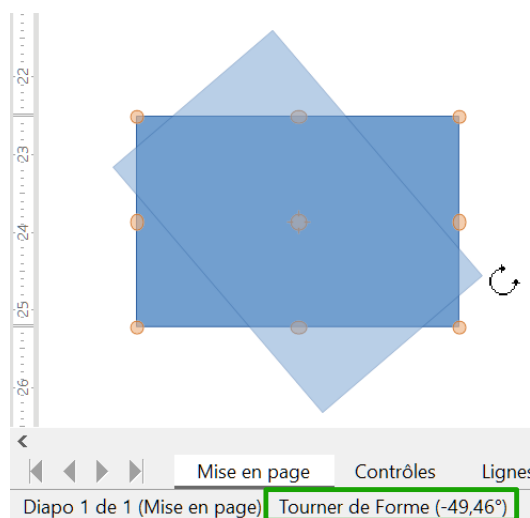 22
23
24
25
26
Mise en page Contrôles Lignes
Diapo 1 de 1 (Mise en page) Tourner de Forme (-49,46°)